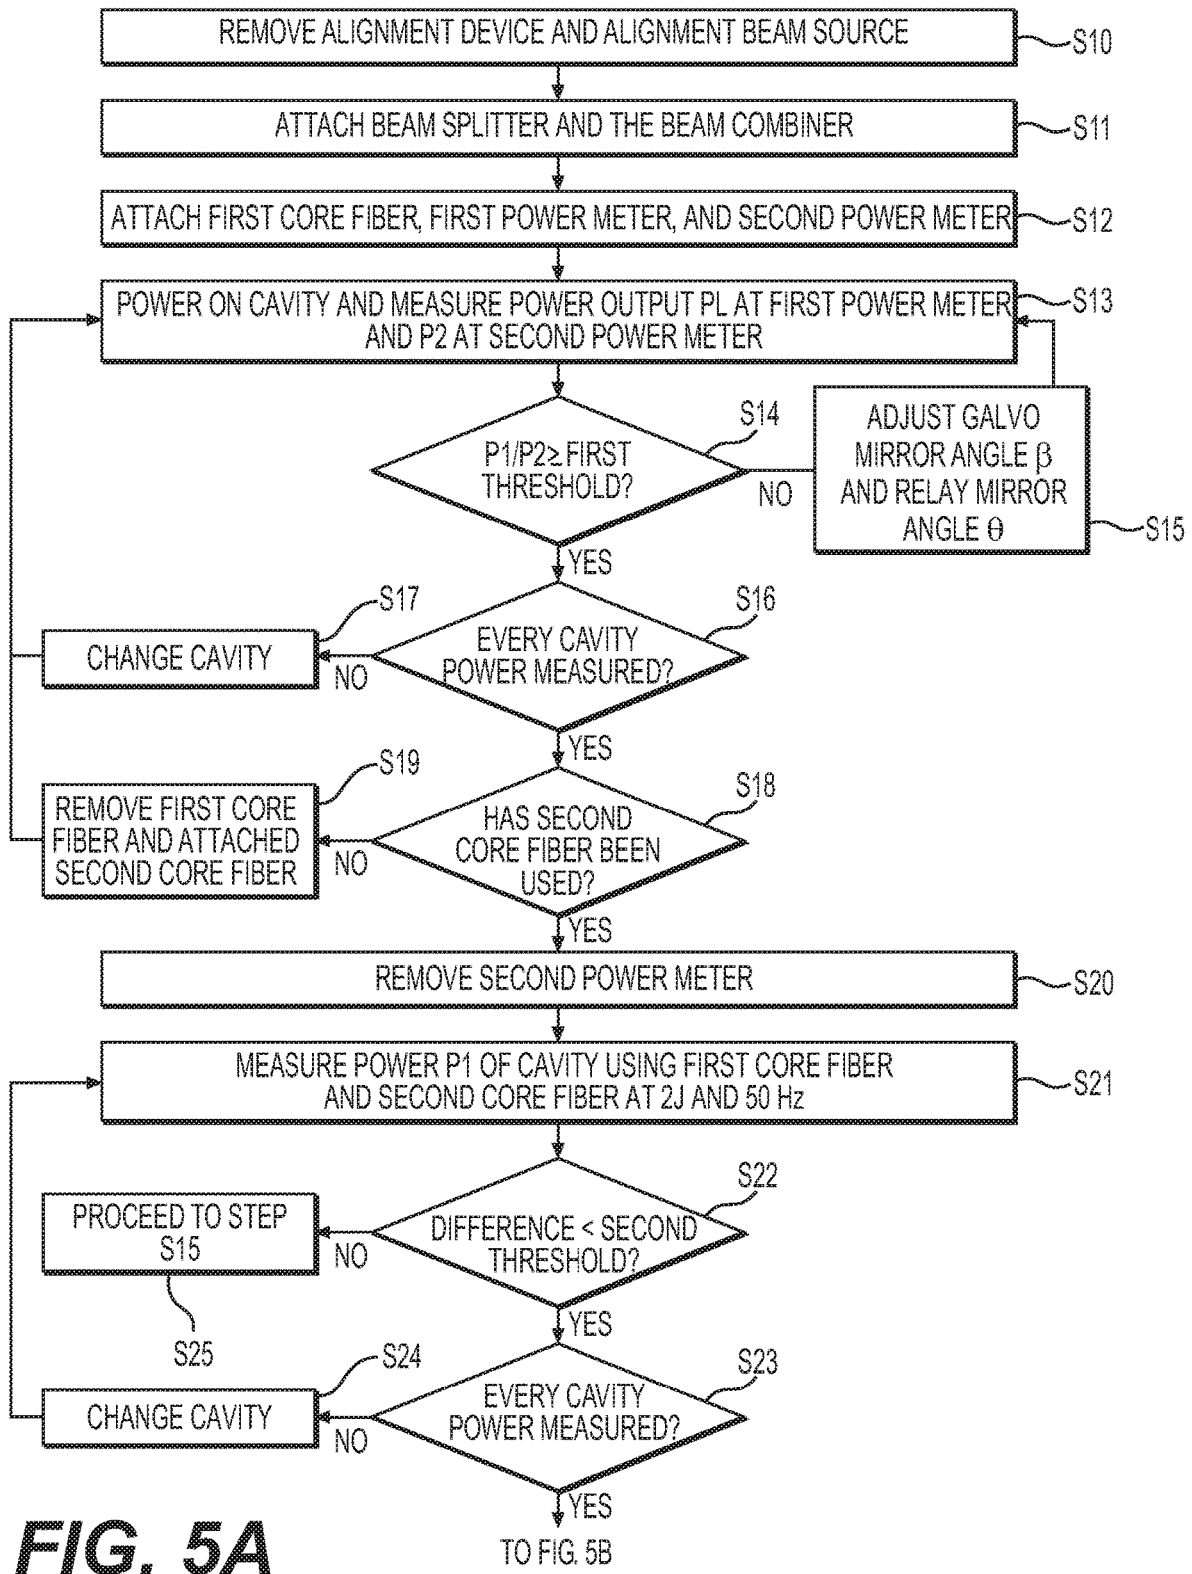 REMOVE ALIGNMENT DEVICE AND ALIGNMENT BEAM SOURCE
S10
ATTACH BEAM SPLITTER AND THE BEAM COMBINER
S11
ATTACH FIRST CORE FIBER, FIRST POWER METER, AND SECOND POWER METER
S12
POWER ON CAVITY AND MEASURE POWER OUTPUT PL AT FIRST POWER METER
AND P2 AT SECOND POWER METER
S13
P1/P2≥ FIRST
THRESHOLD?
S14
NO
ADJUST GALVO
MIRROR ANGLE β
AND RELAY MIRROR
ANGLE θ
S15
YES
EVERY CAVITY
POWER MEASURED?
S16
NO
CHANGE CAVITY
S17
YES
HAS SECOND
CORE FIBER BEEN
USED?
S18
NO
REMOVE FIRST CORE
FIBER AND ATTACHED
SECOND CORE FIBER
S19
YES
REMOVE SECOND POWER METER
S20
MEASURE POWER P1 OF CAVITY USING FIRST CORE FIBER
AND SECOND CORE FIBER AT 2J AND 50 Hz
S21
DIFFERENCE < SECOND
THRESHOLD?
S22
NO
PROCEED TO STEP
S15
S25
YES
EVERY CAVITY
POWER MEASURED?
S23
NO
CHANGE CAVITY
S24
YES
TO FIG. 5B
FIG. 5A